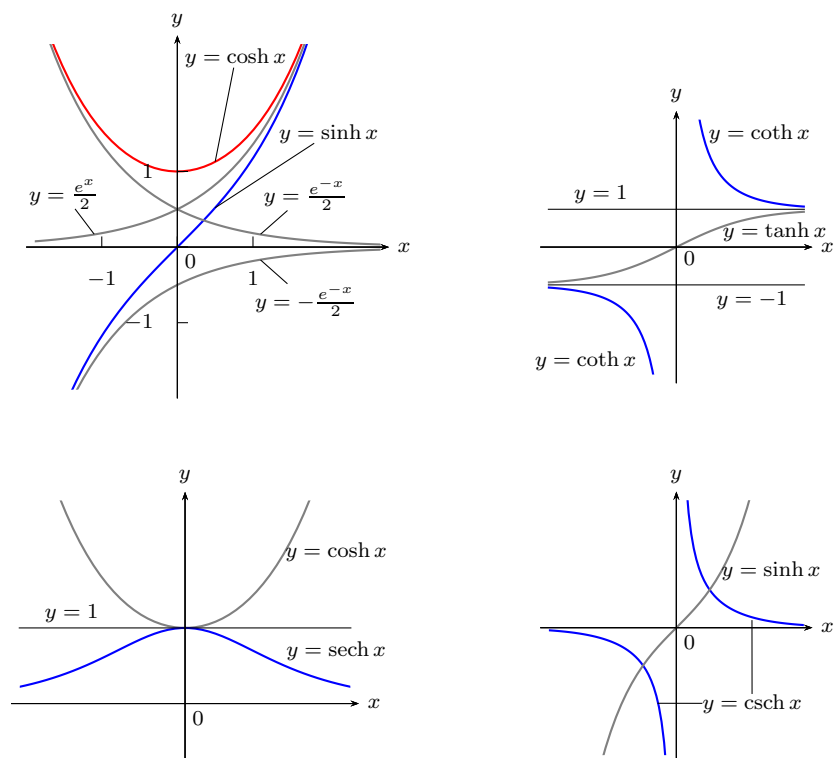 y
y = cosh x
y = sinh x
1
y = e^x/2
y = e^{-x}/2
x
0
−1
1
y = −e^{-x}/2
−1
y
y = coth x
y = 1
y = tanh x
x
0
y = −1
y = coth x
y
y = cosh x
y = 1
y = sech x
x
0
y
y = sinh x
x
0
y = csch x